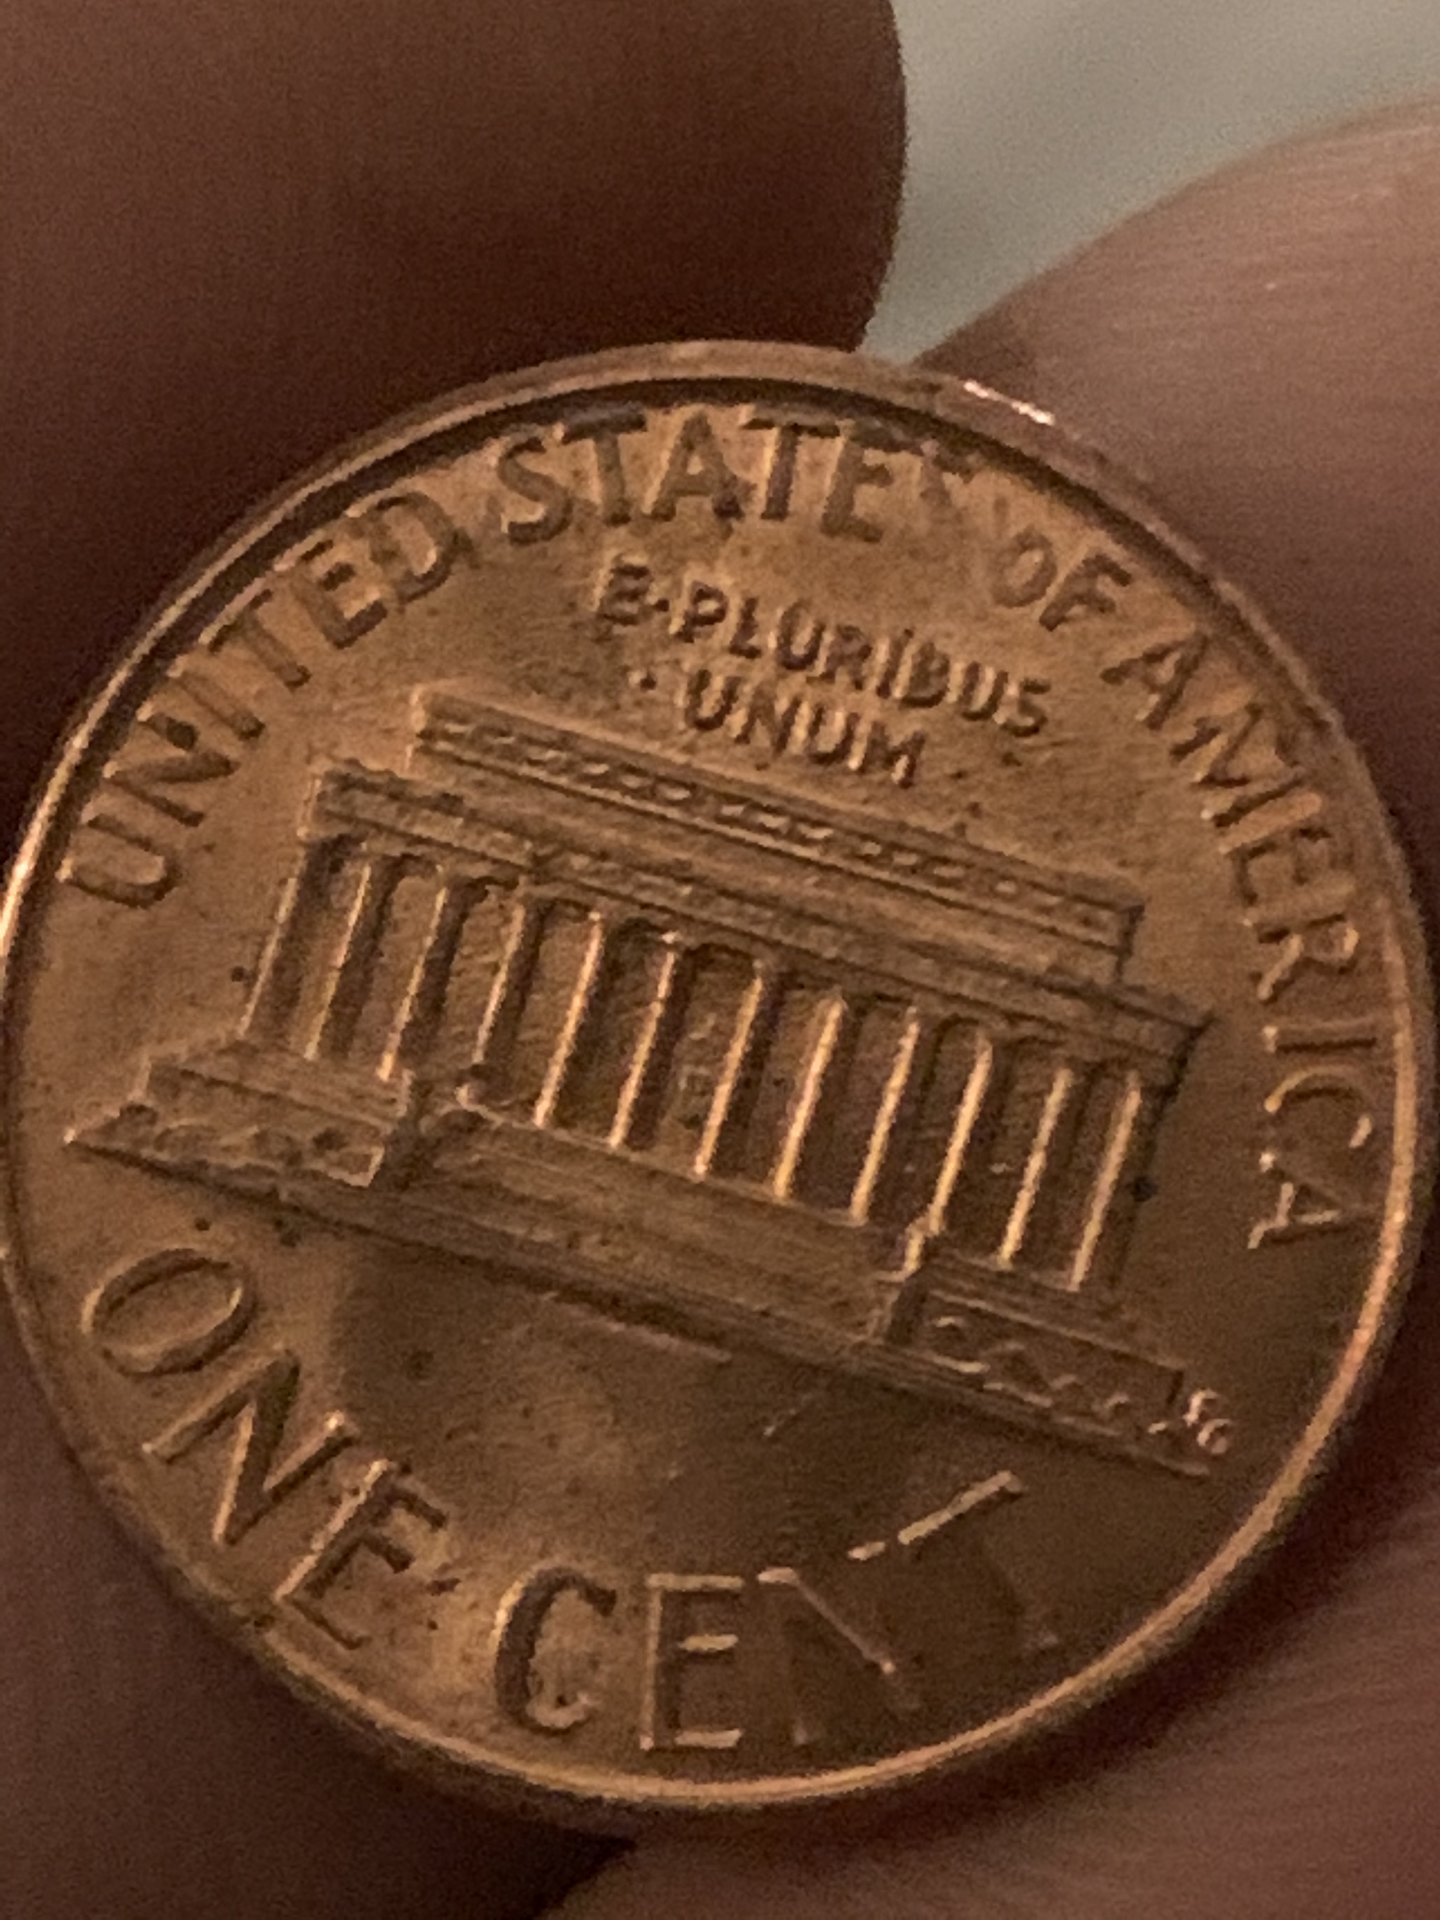 UNITED STATES OF AMERICA
E·PLURIBUS
·UNUM
FG
ONE CENT